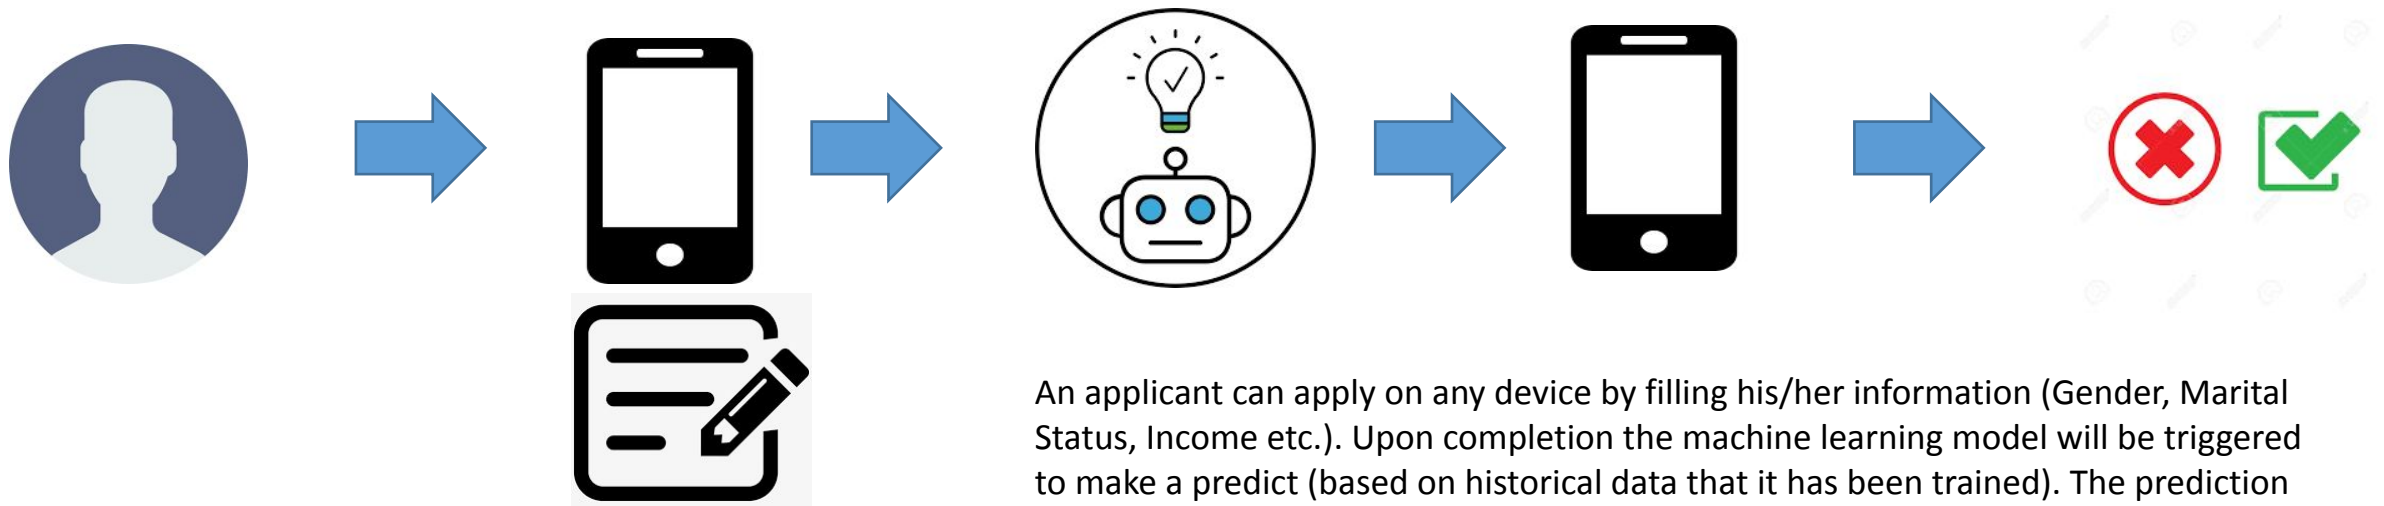 An applicant can apply on any device by filling his/her information (Gender, Marital
Status, Income etc.). Upon completion the machine learning model will be triggered
to make a predict (based on historical data that it has been trained). The prediction